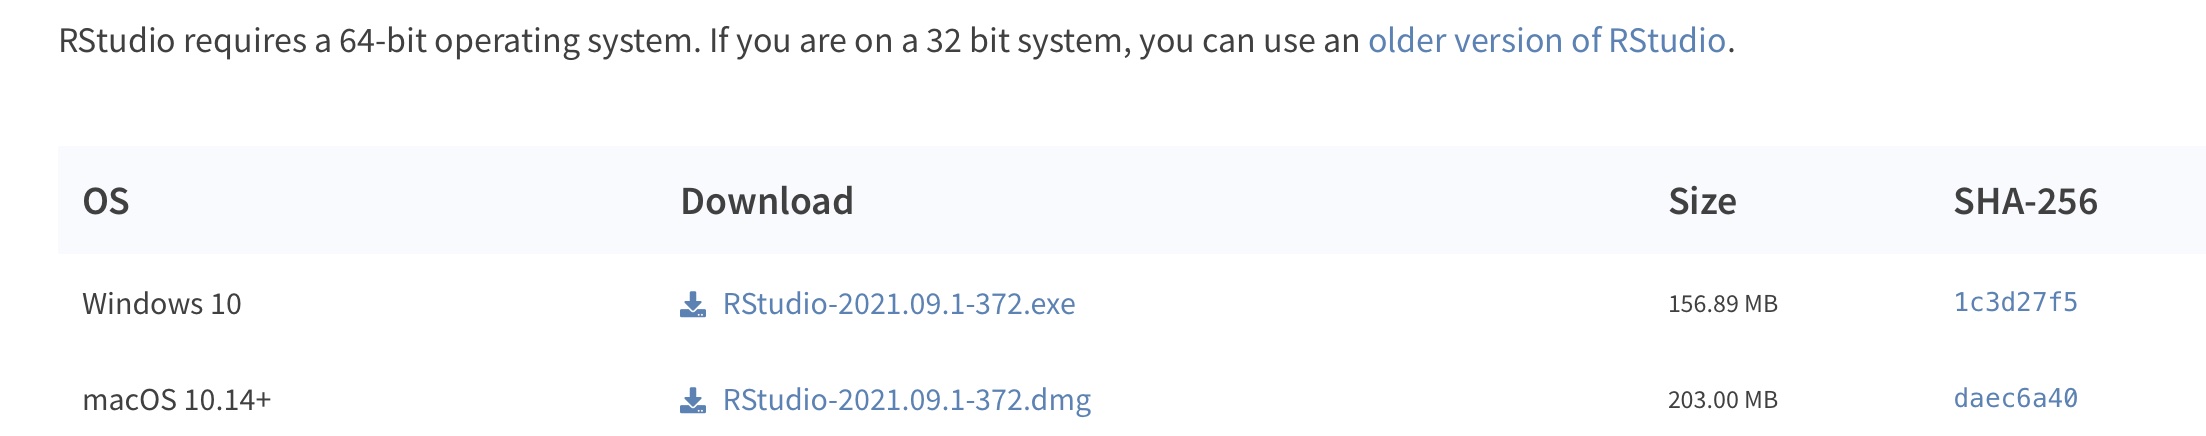 RStudio requires a 64-bit operating system. If you are on a 32 bit system, you can use an older version of RStudio.
OS Download Size SHA-256
Windows 10 RStudio-2021.09.1-372.exe 156.89 MB 1c3d27f5
macOS 10.14+ RStudio-2021.09.1-372.dmg 203.00 MB daec6a40